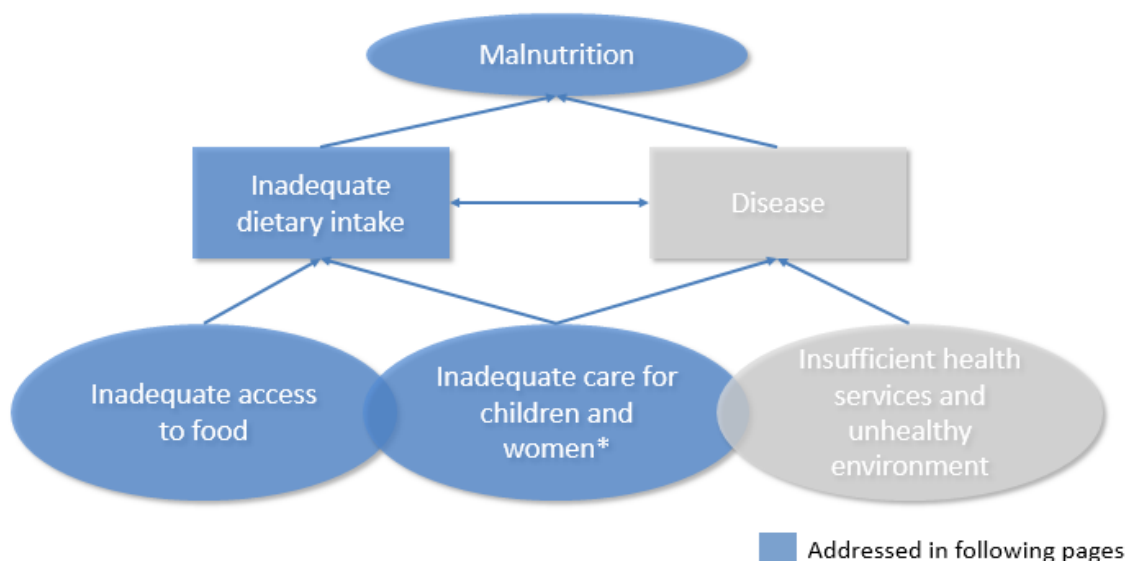 Malnutrition
Inadequate
dietary intake
Disease
Inadequate access
to food
Inadequate care for
children and
women*
Insufficient health
services and
unhealthy
environment
Addressed in following pages